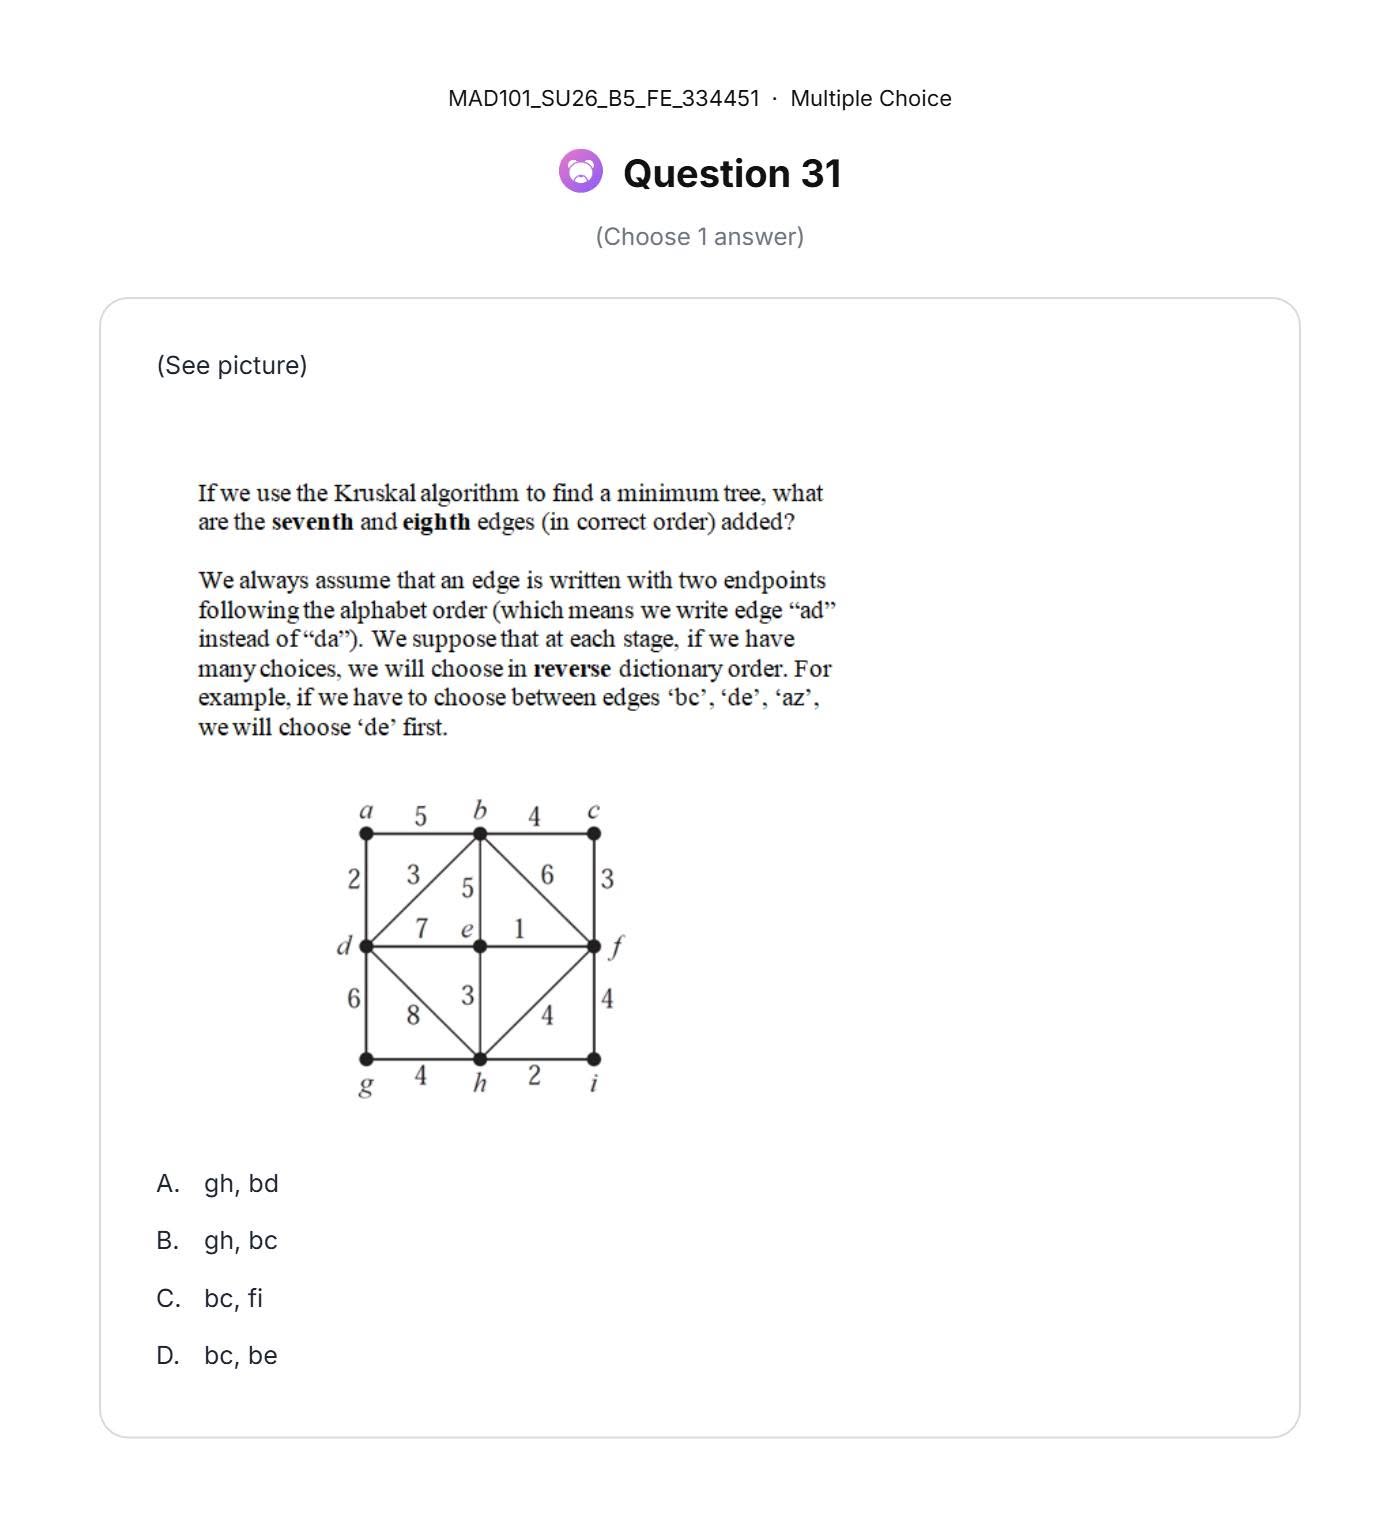 MAD101_SU26_B5_FE_334451 · Multiple Choice
Question 31
(Choose 1 answer)
(See picture)
If we use the Kruskal algorithm to find a minimum tree, what
are the seventh and eighth edges (in correct order) added?
We always assume that an edge is written with two endpoints
following the alphabet order (which means we write edge “ad”
instead of “da”). We suppose that at each stage, if we have
many choices, we will choose in reverse dictionary order. For
example, if we have to choose between edges ‘bc’, ‘de’, ‘az’,
we will choose ‘de’ first.
a 5 b 4 c
2 3 5 6 3
7 e 1
d f
6 8 3 4 4
g 4 h 2 i
A. gh, bd
B. gh, bc
C. bc, fi
D. bc, be